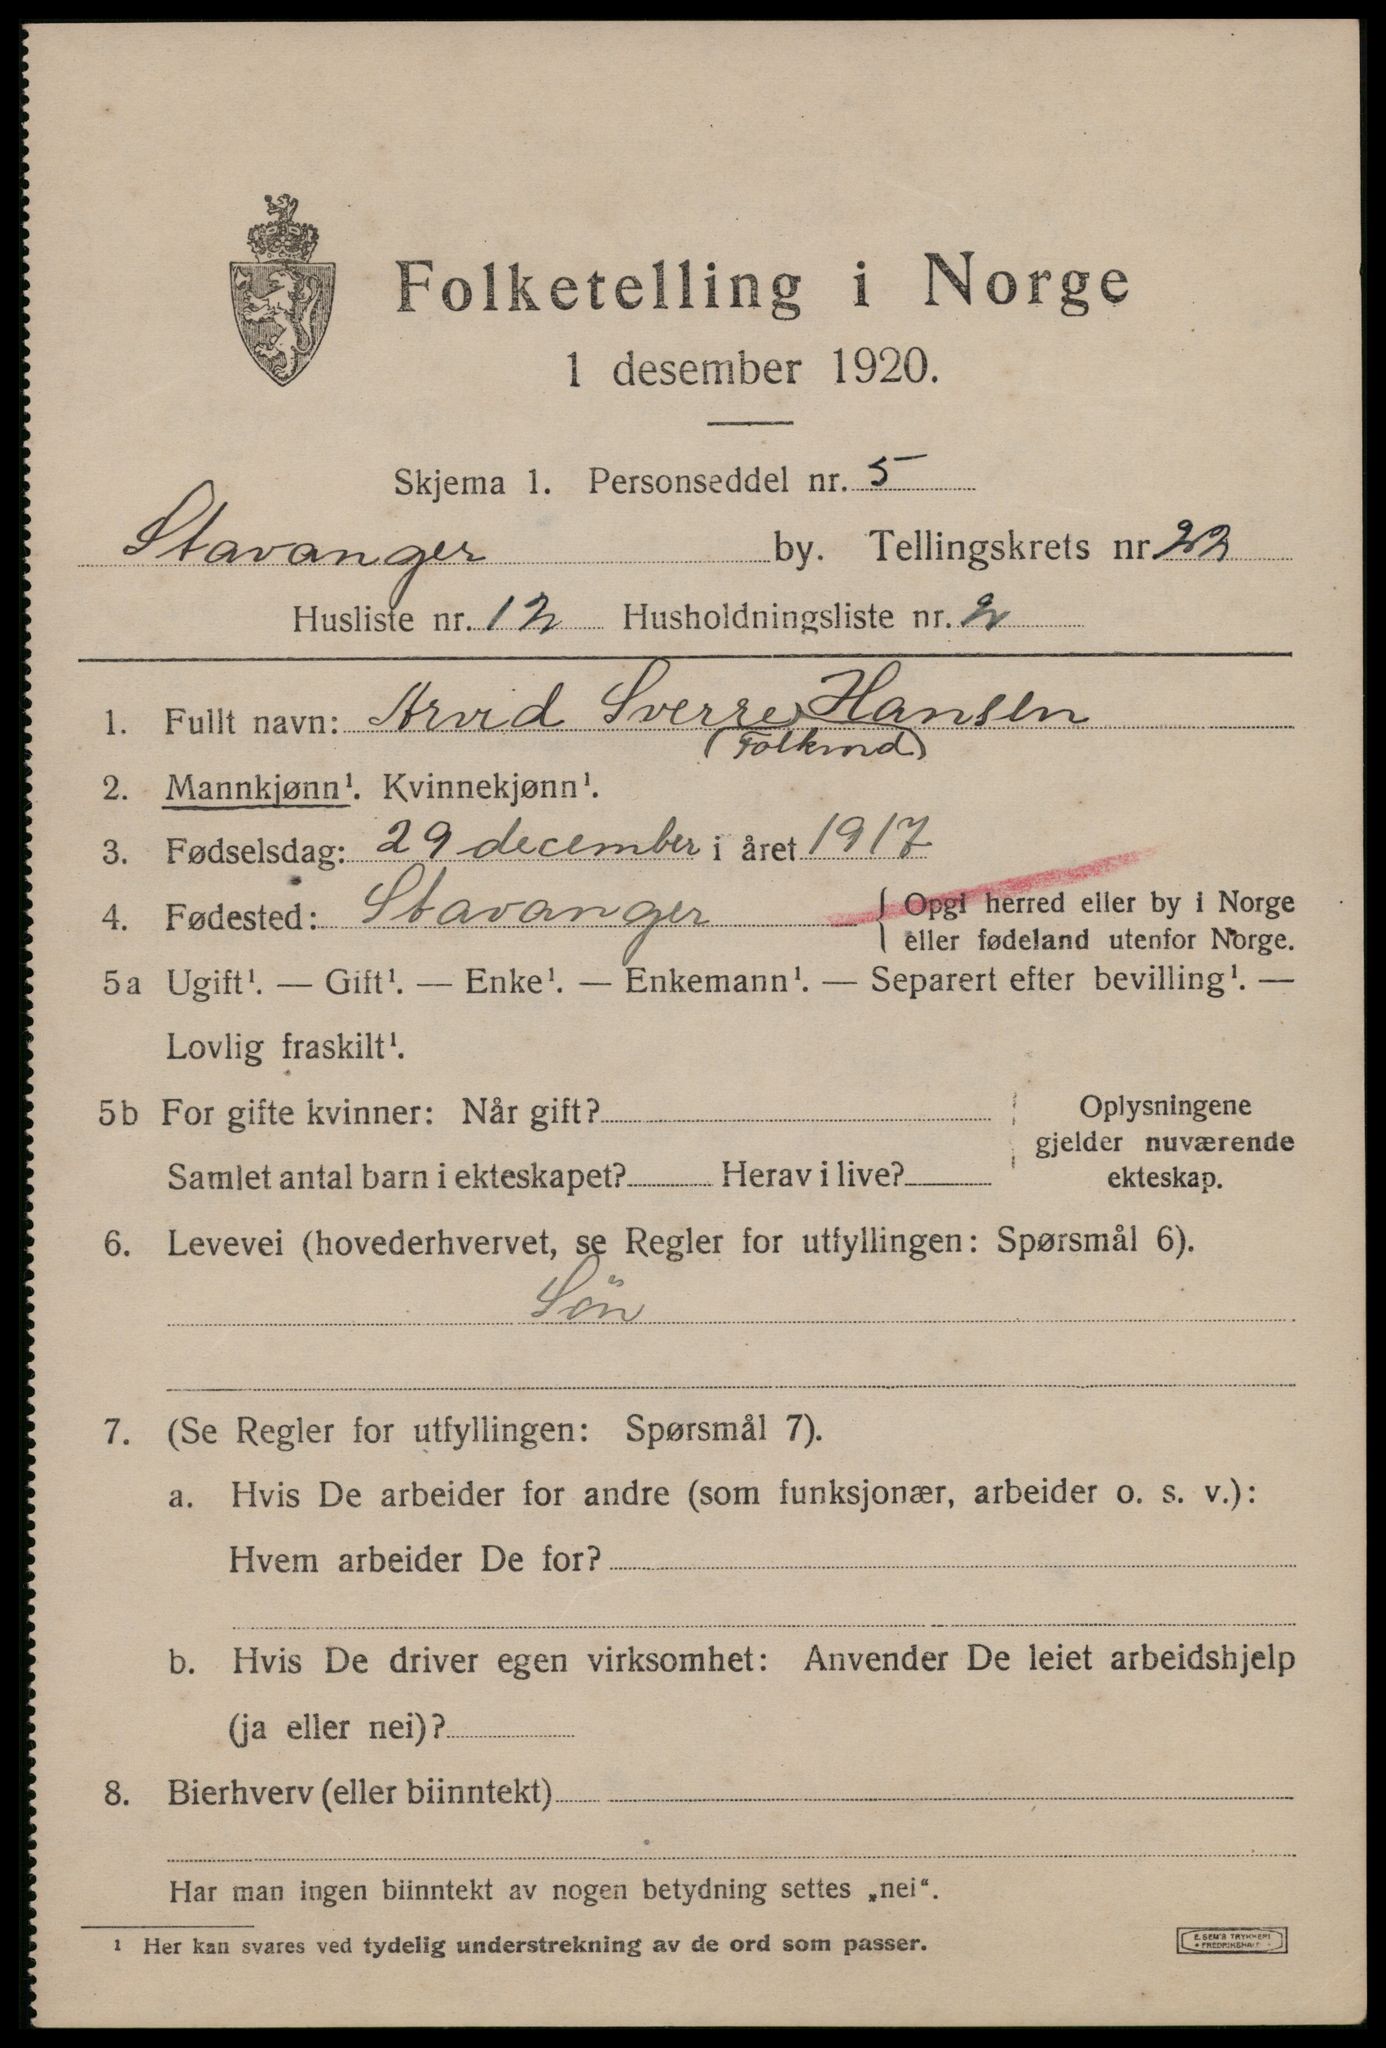 Folketelling i Norge
1 desember 1920.
Skjema 1. Personseddel nr. 5
Stavanger by. Tellingskrets nr. 22
Husliste nr. 12 Husholdningsliste nr. 2
1. Fullt navn: Arvid Sverre Hansen
2. Mannkjønn¹. Kvinnekjønn¹.
3. Fødselsdag: 29 december i året 1917
4. Fødested: Stavanger { Opgi herred eller by i Norge
eller fødeland utenfor Norge.
5a Ugift¹. — Gift¹. — Enke¹. — Enkemann¹. — Separert efter bevilling¹. —
Lovlig fraskilt¹.
5b For gifte kvinner: Når gift?
Samlet antal barn i ekteskapet? Herav i live?
Oplysningene
gjelder nuværende
ekteskap.
6. Levevei (hovederhvervet, se Regler for utfyllingen: Spørsmål 6).
Sön
7. (Se Regler for utfyllingen: Spørsmål 7).
a. Hvis De arbeider for andre (som funksjonær, arbeider o. s. v.):
Hvem arbeider De for?
b. Hvis De driver egen virksomhet: Anvender De leiet arbeidshjelp
(ja eller nei)?
8. Bierhverv (eller biinntekt)
Har man ingen biinntekt av nogen betydning settes „nei“.
¹ Her kan svares ved tydelig understrekning av de ord som passer.
E. SEM'S TRYKKERI